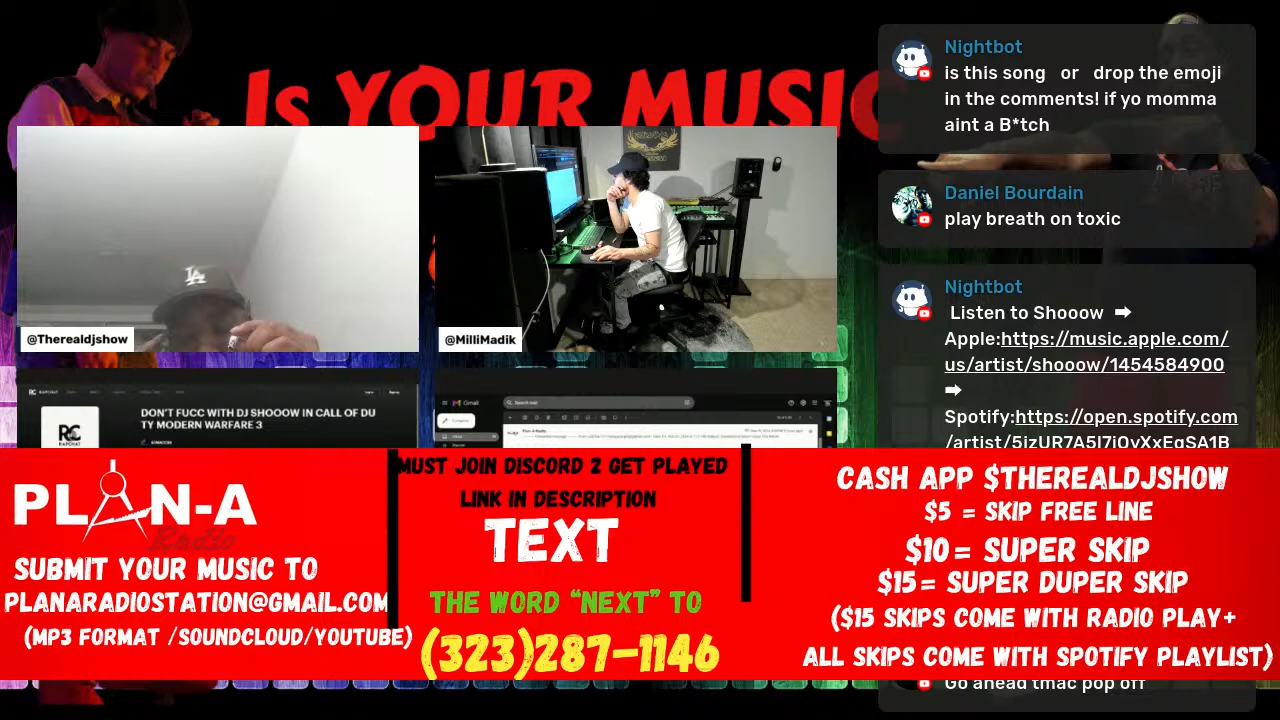 Is YOUR MUSIC
LA
@Therealdjshow
@MilliMadik
RC
DON'T FUCC WITH DJ SHOOOW IN CALL OF DU
TY MODERN WARFARE 3
RC
Gmail
Nightbot
is this song or drop the emoji
in the comments! if yo momma
aint a B*tch
Daniel Bourdain
play breath on toxic
Nightbot
Listen to Shooow ➡
Apple:https://music.apple.com/
us/artist/shooow/1454584900
➡
Spotify:https://open.spotify.com
PLAN-A
Radio
SUBMIT YOUR MUSIC TO
PLANARADIOSTATION@GMAIL.COM
(MP3 FORMAT /SOUNDCLOUD/YOUTUBE)
MUST JOIN DISCORD 2 GET PLAYED
LINK IN DESCRIPTION
TEXT
THE WORD “NEXT” TO
(323)287-1146
CASH APP $THEREALDJSHOW
$5 = SKIP FREE LINE
$10= SUPER SKIP
$15= SUPER DUPER SKIP
($15 SKIPS COME WITH RADIO PLAY+
ALL SKIPS COME WITH SPOTIFY PLAYLIST)
Go ahead tmac pop off